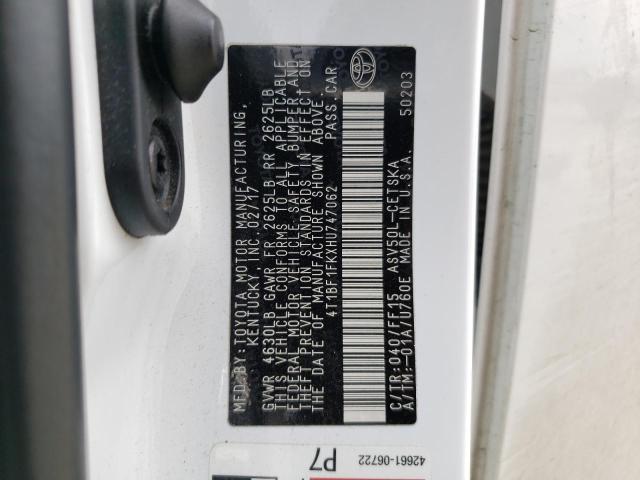 MFD.BY:TOYOTA MOTOR MANUFACTURING,
KENTUCKY, INC. 02/17
GVWR 4630LB GAWR FR 2625LB RR 2625LB
THIS VEHICLE CONFORMS TO ALL APPLICABLE
FEDERAL MOTOR VEHICLE SAFETY, BUMPER, AND
THEFT PREVENTION STANDARDS IN EFFECT ON
THE DATE OF MANUFACTURE SHOWN ABOVE.
4T1BF1FKXHU747062 PASS.CAR
C/TR:040/FF15 ASV50L-CETSKA
A/TM:-01A/U760E MADE IN U.S.A. 50203
P7
42661-06722